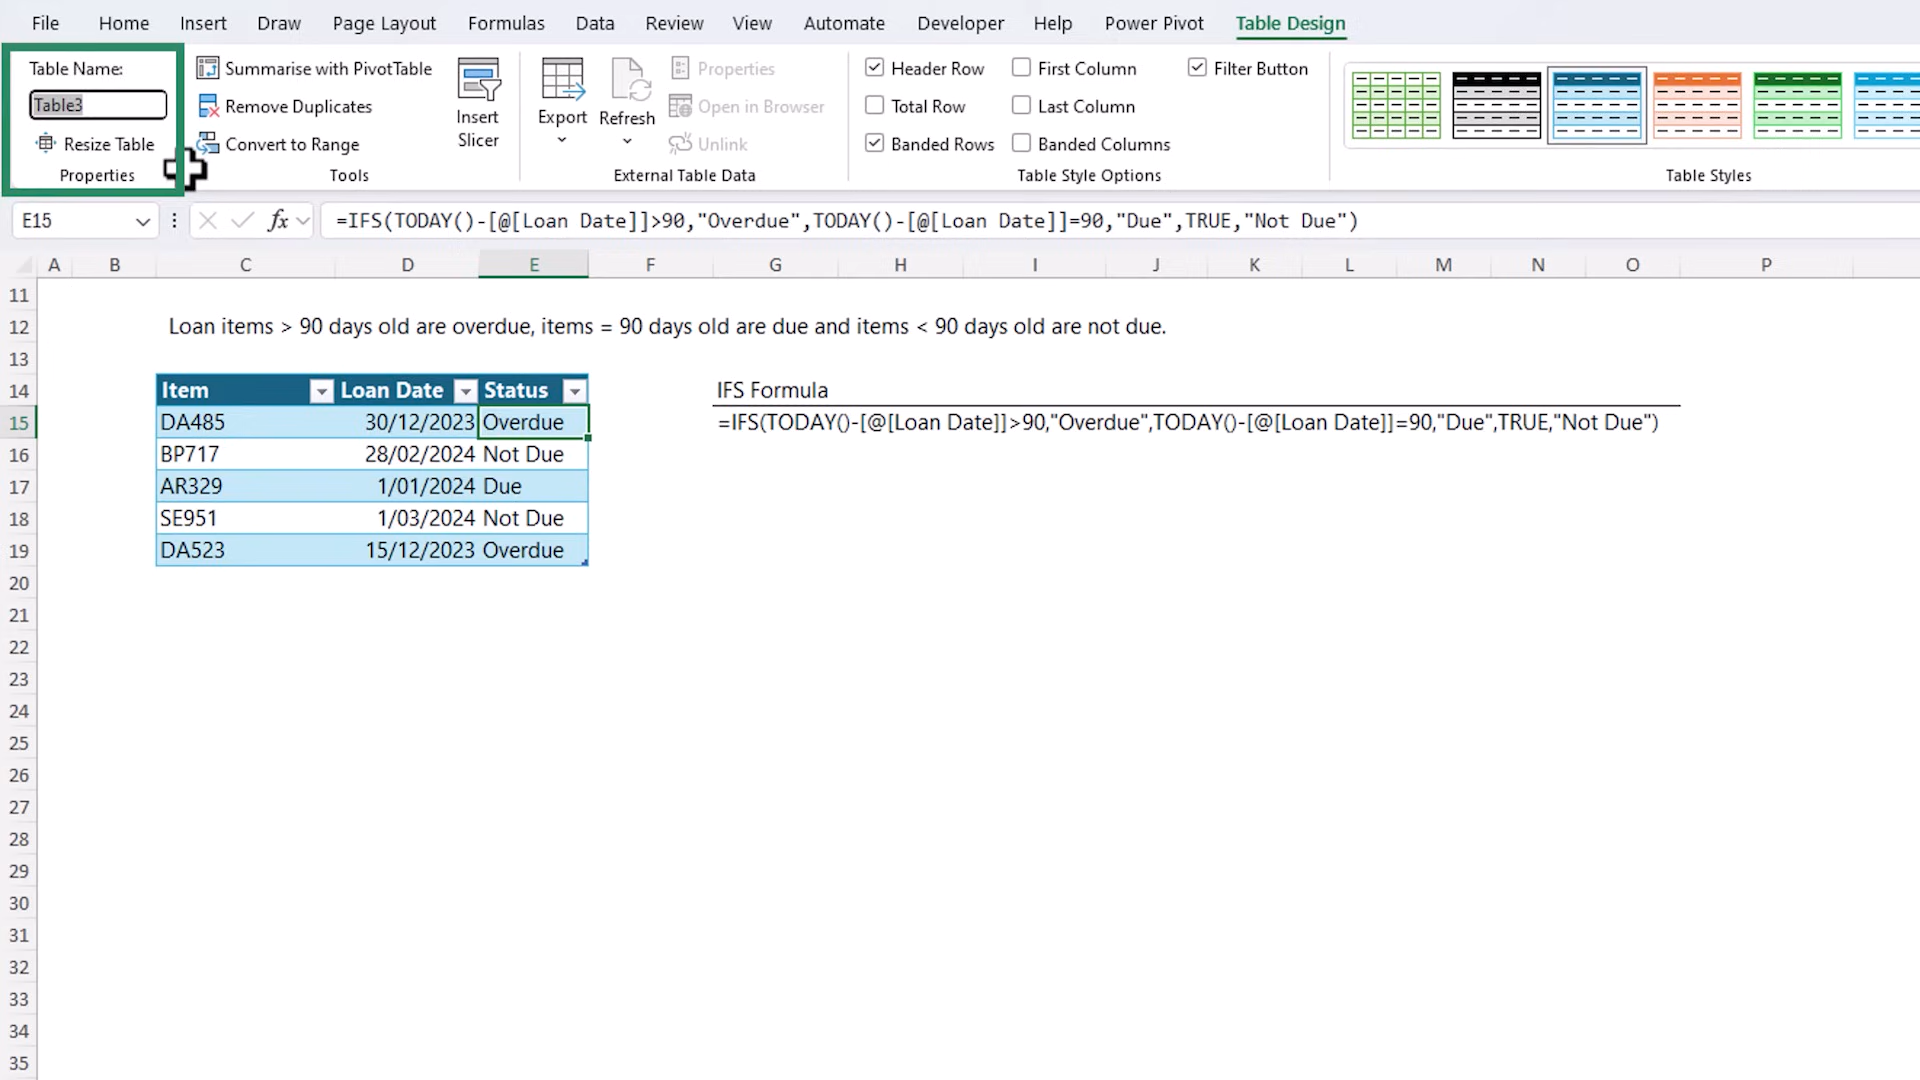 File Home Insert Draw Page Layout Formulas Data Review View Automate Developer Help Power Pivot Table Design
Table Name:
Table3
Resize Table
Properties
Summarise with PivotTable
Remove Duplicates
Convert to Range
Tools
Insert
Slicer
Export
Refresh
Properties
Open in Browser
Unlink
External Table Data
Header Row
Total Row
Banded Rows
First Column
Last Column
Banded Columns
Filter Button
Table Style Options
Table Styles
E15
fx
=IFS(TODAY()-[@[Loan Date]]>90,"Overdue",TODAY()-[@[Loan Date]]=90,"Due",TRUE,"Not Due")
A B C D E F G H I J K L M N O P
11
12 Loan items > 90 days old are overdue, items = 90 days old are due and items < 90 days old are not due.
13
14 Item Loan Date Status IFS Formula
15 DA485 30/12/2023 Overdue =IFS(TODAY()-[@[Loan Date]]>90,"Overdue",TODAY()-[@[Loan Date]]=90,"Due",TRUE,"Not Due")
16 BP717 28/02/2024 Not Due
17 AR329 1/01/2024 Due
18 SE951 1/03/2024 Not Due
19 DA523 15/12/2023 Overdue
20
21
22
23
24
25
26
27
28
29
30
31
32
33
34
35